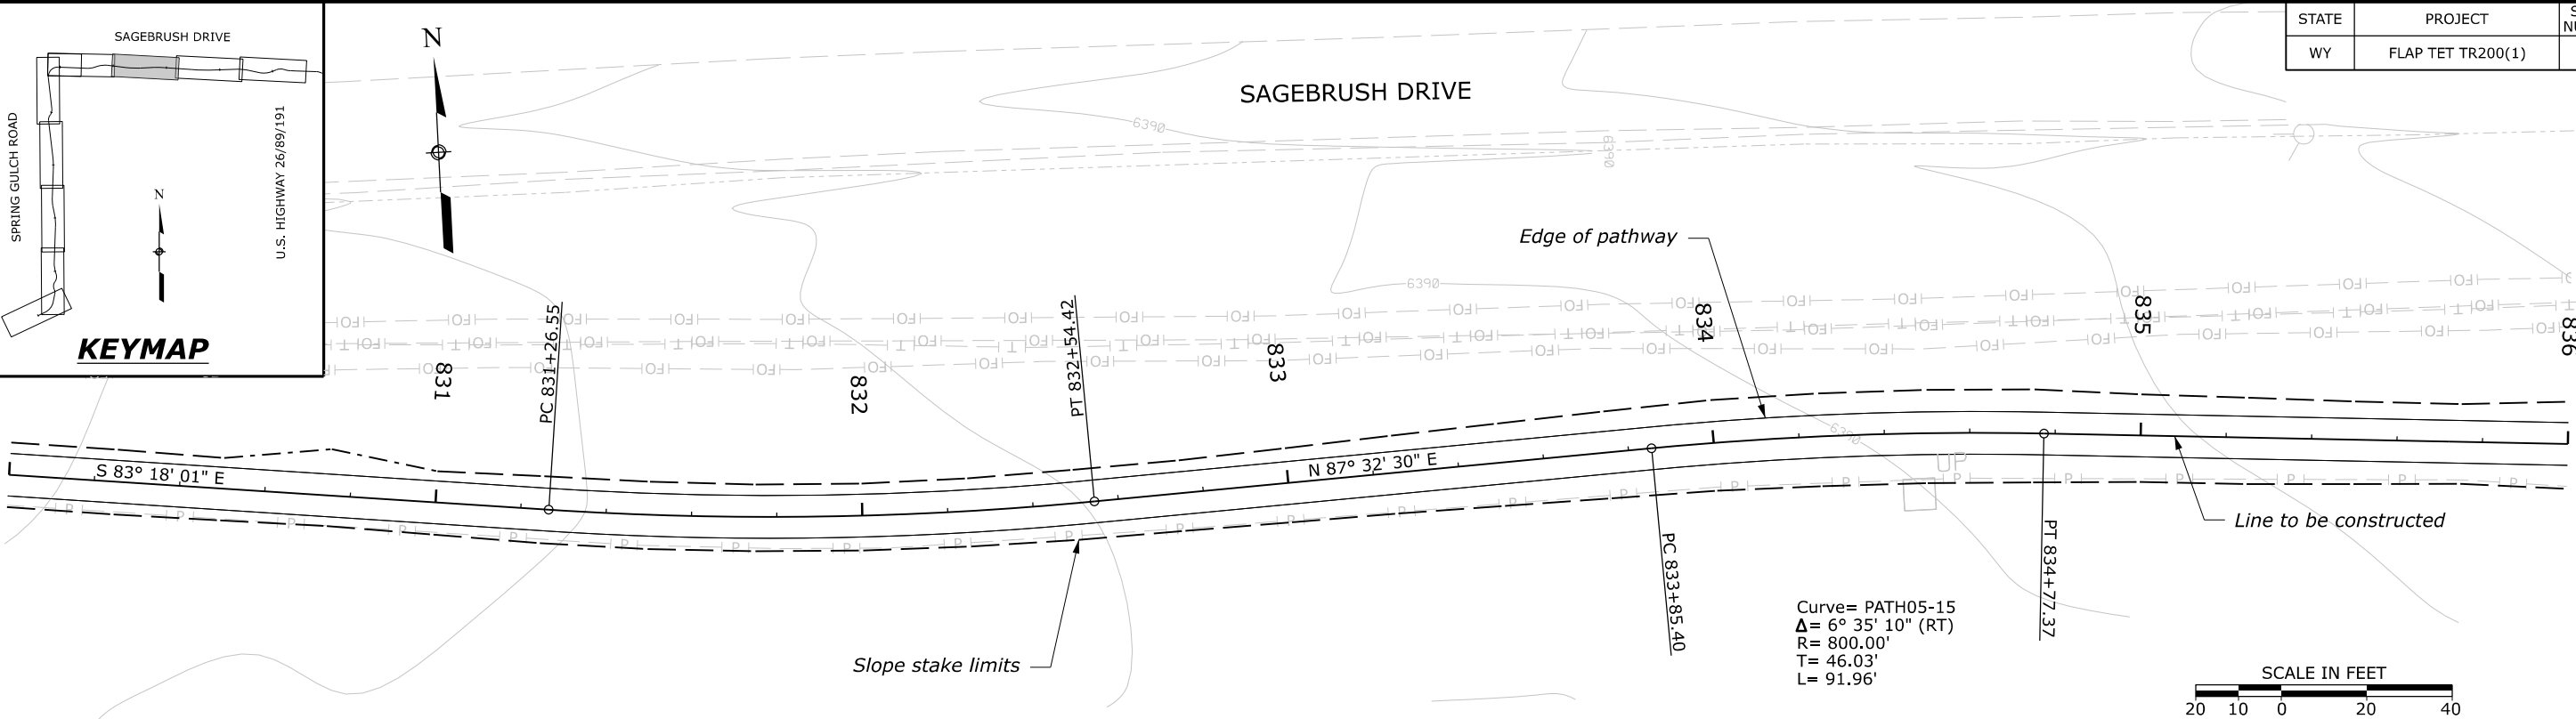 SAGEBRUSH DRIVE
SPRING GULCH ROAD
U.S. HIGHWAY 26/89/191
N
KEYMAP
N
SAGEBRUSH DRIVE
STATE PROJECT
WY FLAP TET TR200(1)
6390
6390
6390
6390
Edge of pathway
831
832
833
834
835
836
PC 831+26.55
PT 832+54.42
PC 833+85.40
PT 834+77.37
S 83° 18' 01" E
N 87° 32' 30" E
UP
Line to be constructed
Slope stake limits
Curve= PATH05-15
Δ= 6° 35' 10" (RT)
R= 800.00'
T= 46.03'
L= 91.96'
SCALE IN FEET
20 10 0 20 40